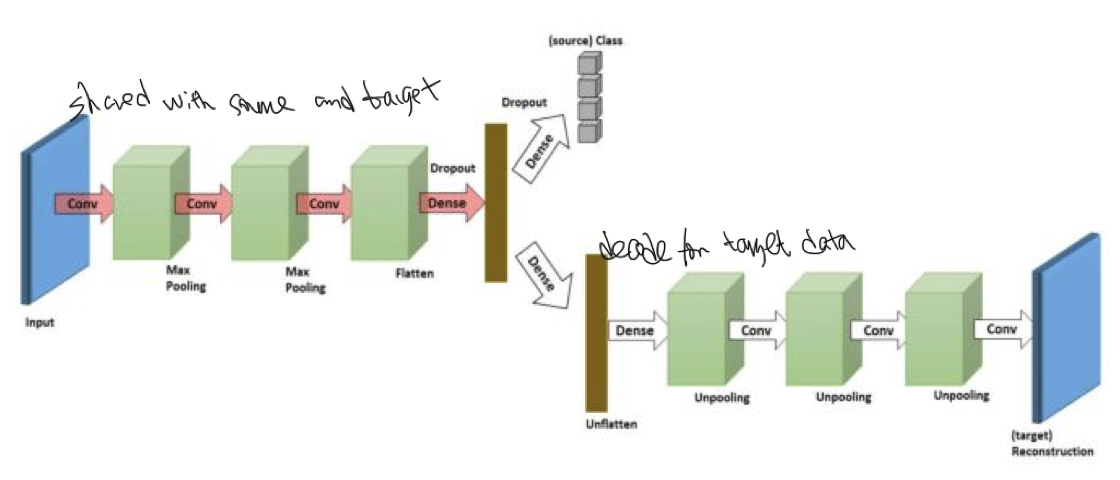 (source) Class
shared with source and target
Dropout
Dense
Dropout
Conv
Conv
Conv
Dense
Max
Pooling
Max
Pooling
Flatten
Input
Dense
decode for target data
Dense
Conv
Conv
Conv
Unpooling
Unpooling
Unpooling
Unflatten
(target)
Reconstruction